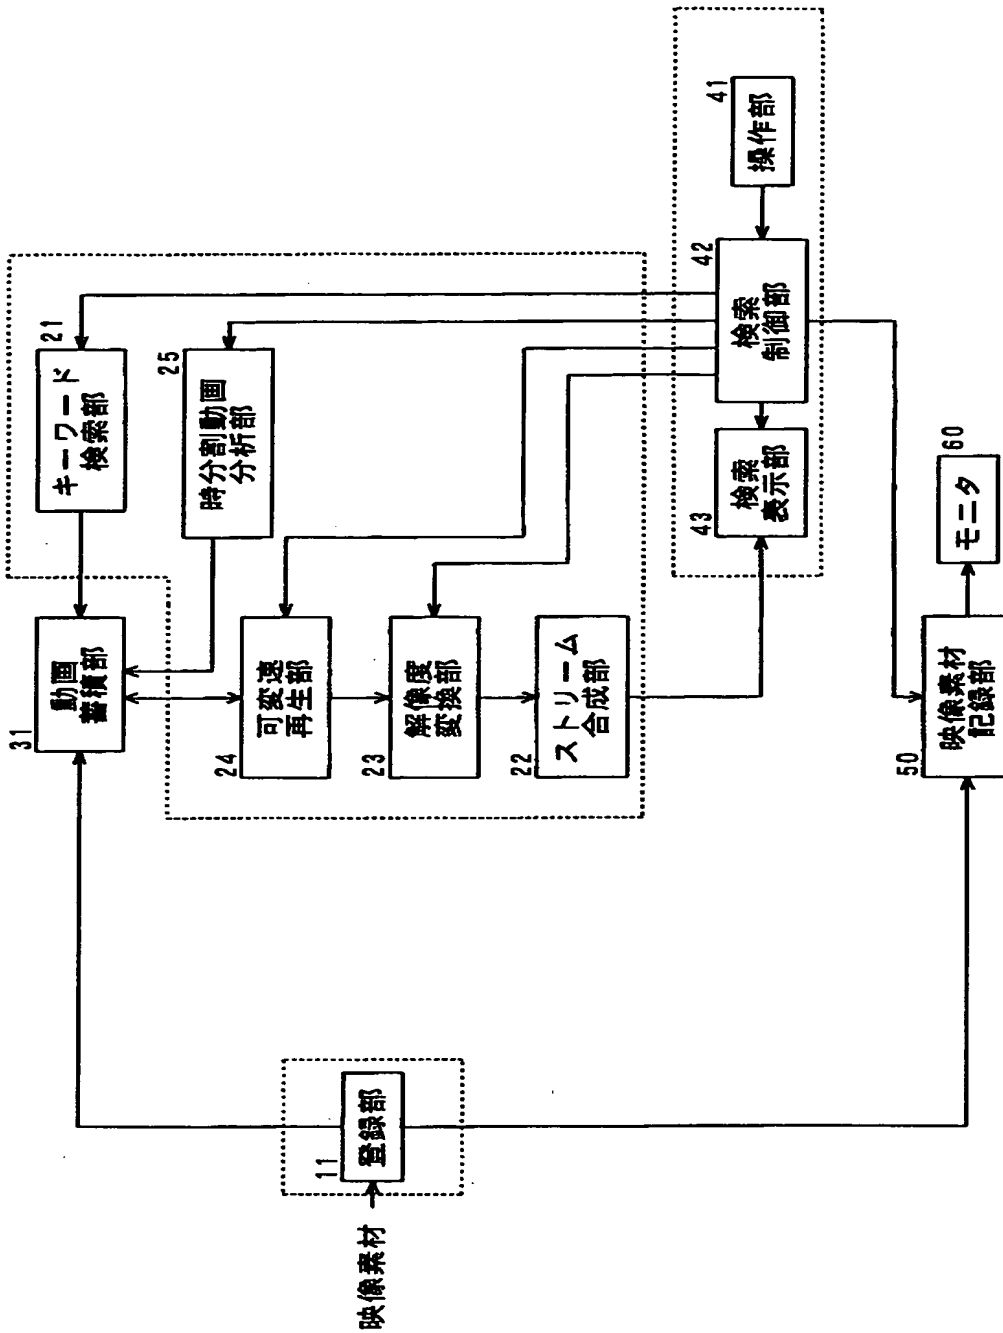 映像素材
11
登録部
31
動画
蓄積部
21
キーワード
検索部
25
時分割動画
分析部
24
可変速
再生部
23
解像度
変換部
22
ストリーム
合成部
43
検索
表示部
42
検索
制御部
41
操作部
50
映像素材
記録部
60
モニタ